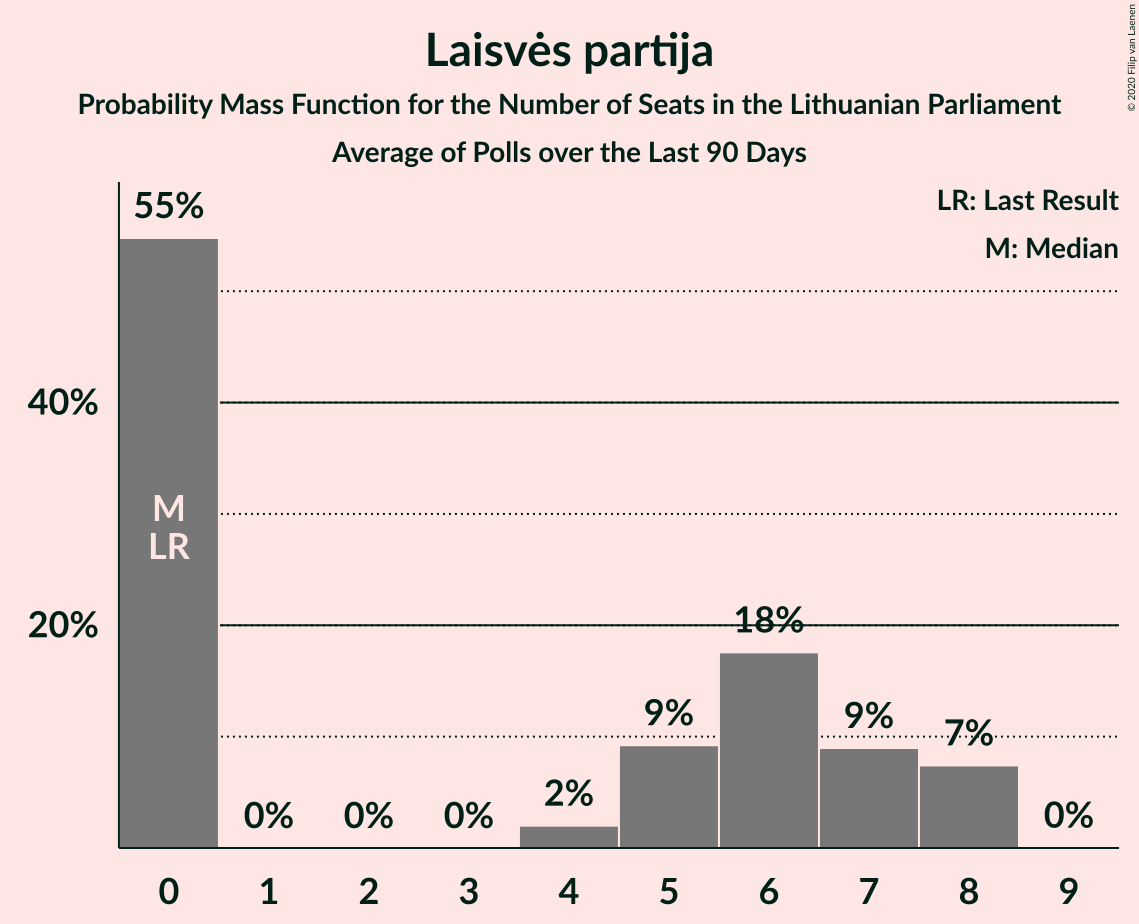 Laisvės partija
Probability Mass Function for the Number of Seats in the Lithuanian Parliament
Average of Polls over the Last 90 Days
© 2020 Filip van Laenen
LR: Last Result
M: Median
55%
40%
20%
M
LR
0%
0%
0%
2%
9%
18%
9%
7%
0%
0 1 2 3 4 5 6 7 8 9